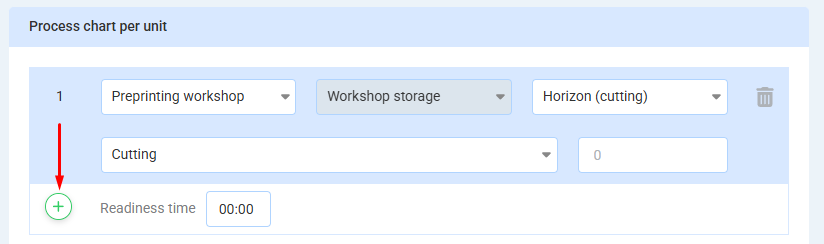 Process chart per unit
1 Preprinting workshop Workshop storage Horizon (cutting)
Cutting 0
Readiness time 00:00